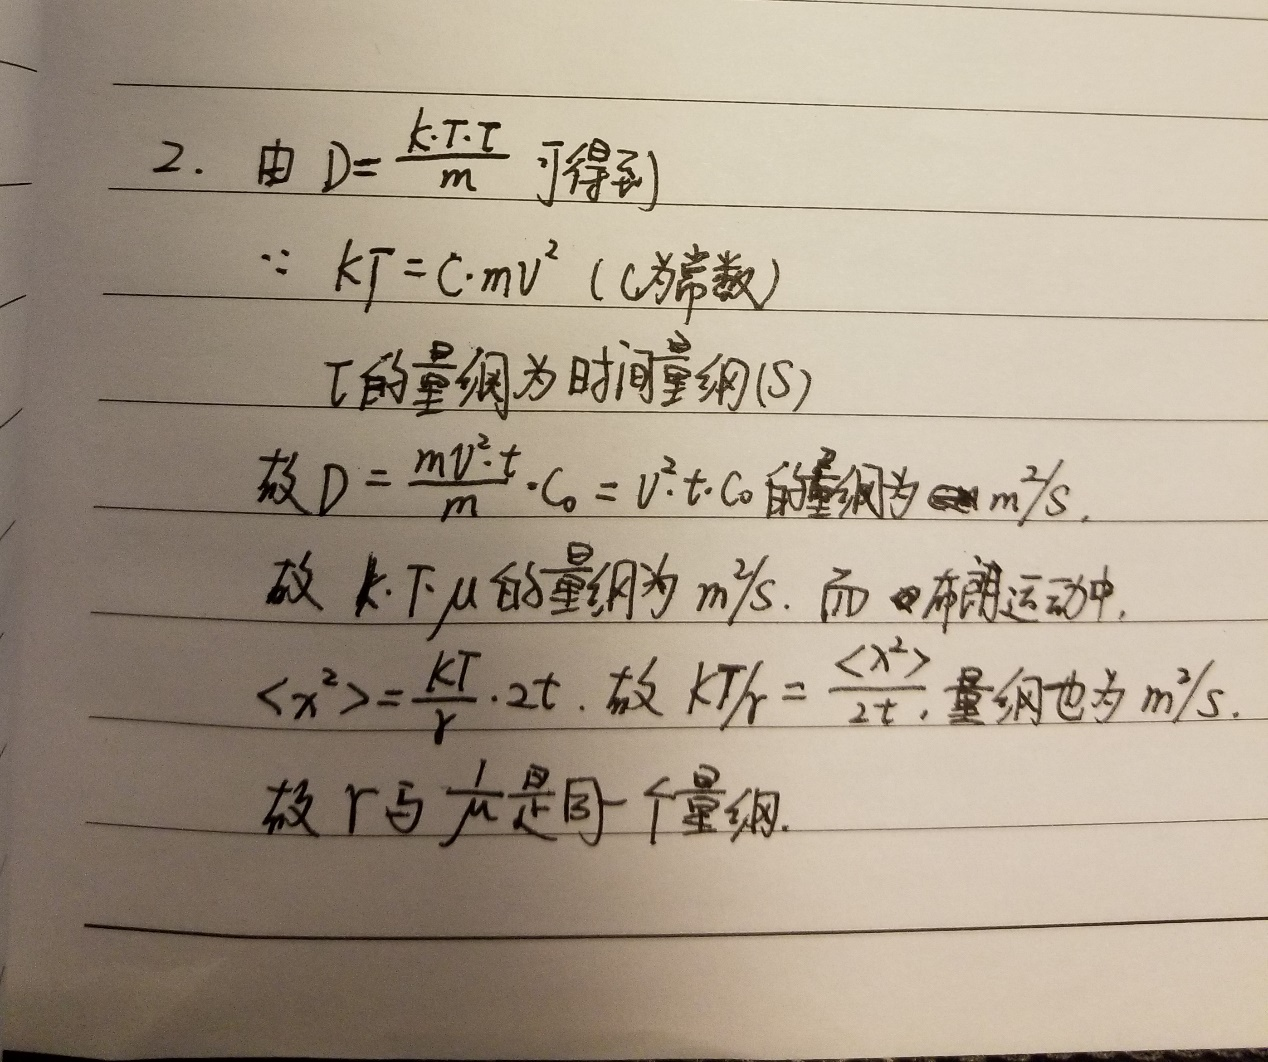 2. 由 D = k·T·τ/m 可得到
∵ kT = C·mv² (C为常数)
τ的量纲为时间量纲(S)
故 D = mv²·t/m · C₀ = v²·t·C₀ 的量纲为 m²/s.
故 k·T·μ 的量纲为 m²/s. 而 布朗运动中,
<x²> = kT/γ · 2t. 故 kT/γ = <x²>/2t, 量纲也为 m²/s.
故 γ与 1/μ 是同一个量纲.